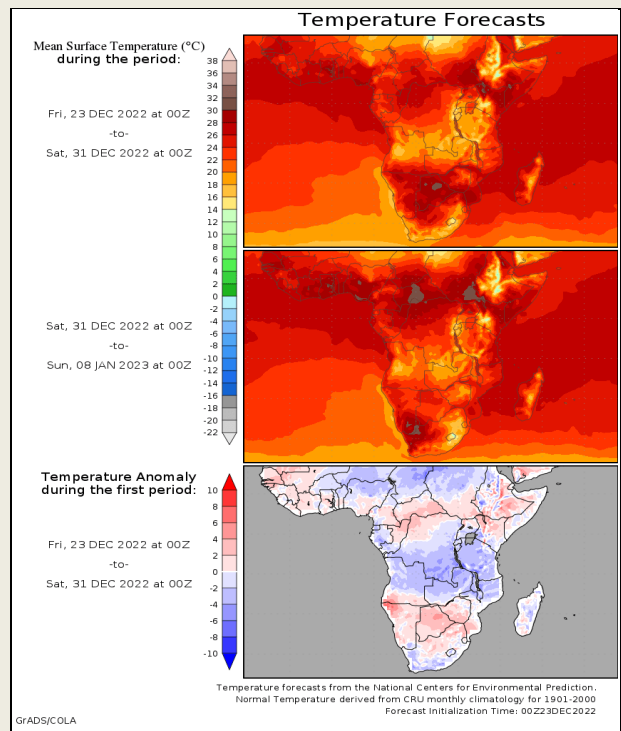 Temperature Forecasts
Mean Surface Temperature (°C)
during the period:
Fri, 23 DEC 2022 at 00Z
-to-
Sat, 31 DEC 2022 at 00Z
38
36
34
32
30
28
26
24
22
20
18
16
14
12
10
8
6
4
2
0
-2
-4
-6
-8
-10
-12
-14
-16
-18
-20
-22
Sat, 31 DEC 2022 at 00Z
-to-
Sun, 08 JAN 2023 at 00Z
Temperature Anomaly
during the first period:
Fri, 23 DEC 2022 at 00Z
-to-
Sat, 31 DEC 2022 at 00Z
10
8
6
4
2
0
-2
-4
-6
-8
-10
Temperature forecasts from the National Centers for Environmental Prediction.
Normal Temperature derived from CRU monthly climatology for 1901-2000
Forecast Initialization Time: 00Z23DEC2022
GrADS/COLA